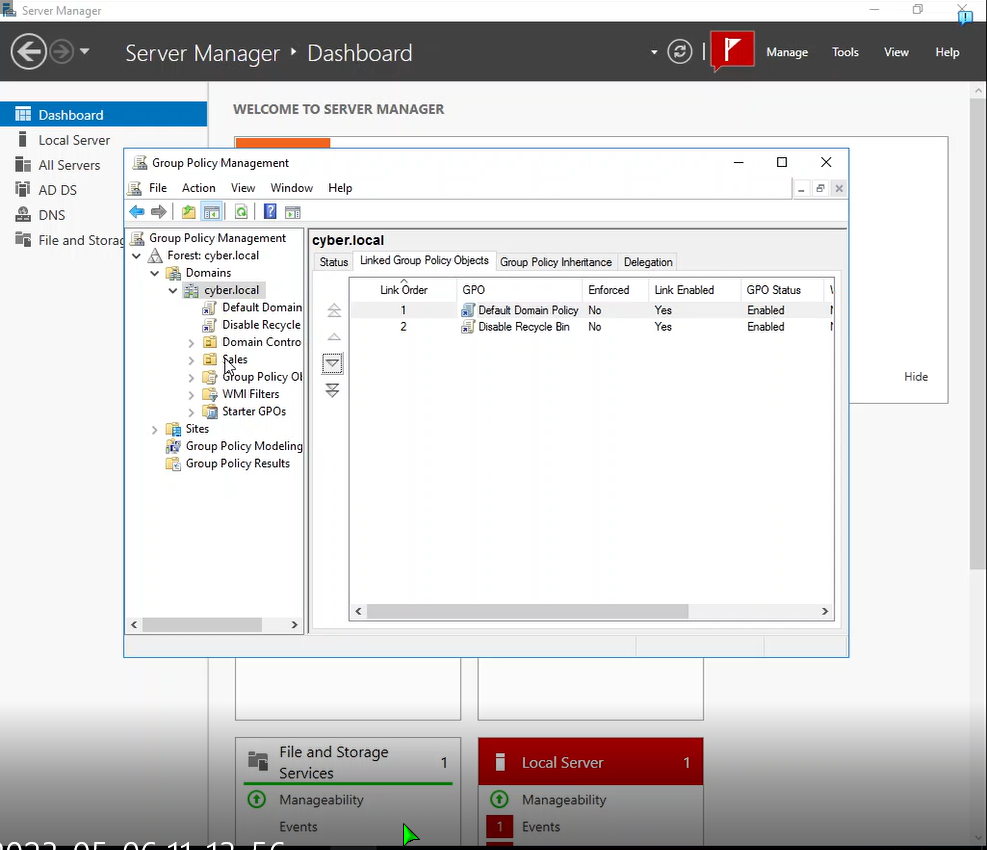 Server Manager
Server Manager ‣ Dashboard
Manage Tools View Help
WELCOME TO SERVER MANAGER
Dashboard
Local Server
All Servers
AD DS
DNS
File and Storag
Group Policy Management
File Action View Window Help
Group Policy Management
Forest: cyber.local
Domains
cyber.local
Default Domain
Disable Recycle
Domain Contro
Sales
Group Policy Ob
WMI Filters
Starter GPOs
Sites
Group Policy Modeling
Group Policy Results
cyber.local
Status Linked Group Policy Objects Group Policy Inheritance Delegation
Link Order GPO Enforced Link Enabled GPO Status
1 Default Domain Policy No Yes Enabled
2 Disable Recycle Bin No Yes Enabled
Hide
File and Storage Services 1
Manageability
Events
Local Server 1
Manageability
1 Events